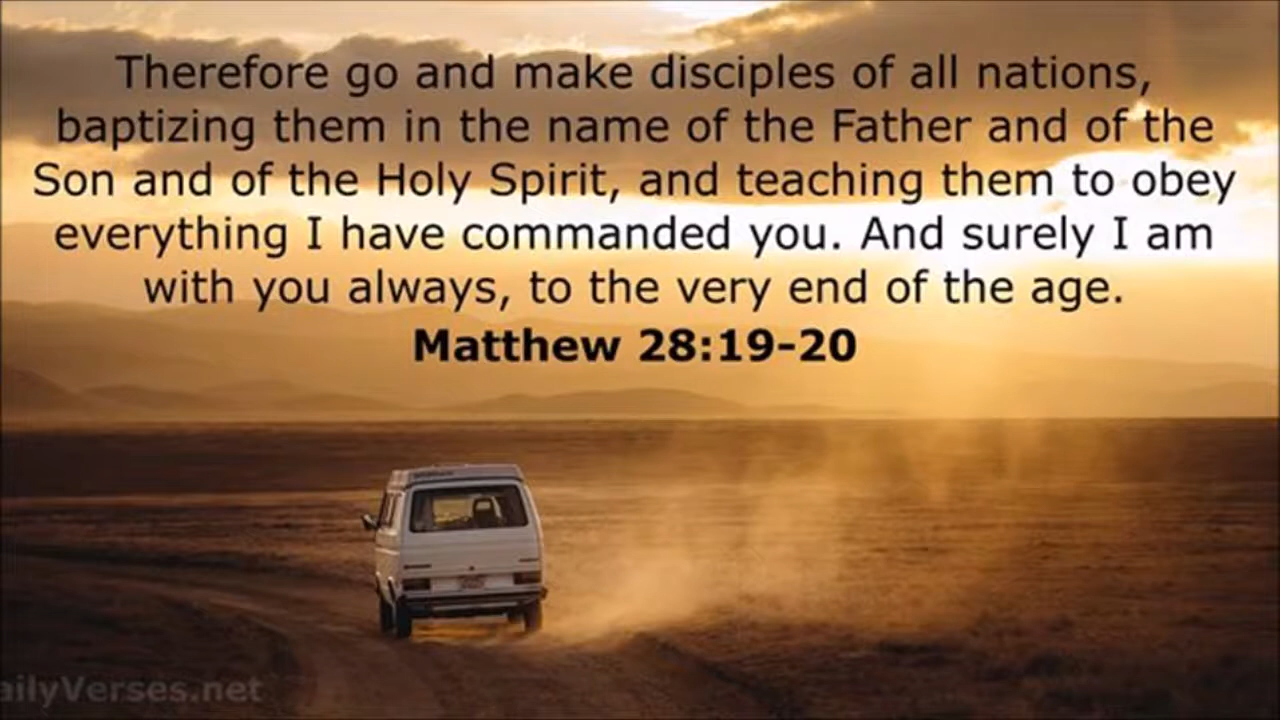 Therefore go and make disciples of all nations,
baptizing them in the name of the Father and of the
Son and of the Holy Spirit, and teaching them to obey
everything I have commanded you. And surely I am
with you always, to the very end of the age.
Matthew 28:19-20
ailyVerses.net